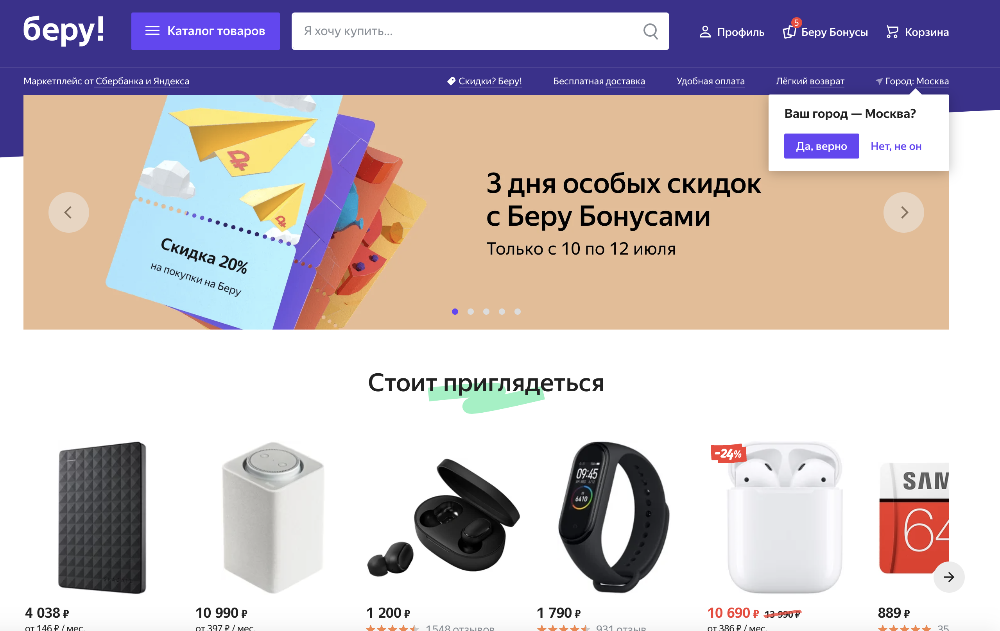 беру!
Каталог товаров
Я хочу купить...
Профиль
5
Беру Бонусы
Корзина
Маркетплейс от Сбербанка и Яндекса
Скидки? Беру!
Бесплатная доставка
Удобная оплата
Лёгкий возврат
Город: Москва
Ваш город — Москва?
Да, верно
Нет, не он
3 дня особых скидок
с Беру Бонусами
Только с 10 по 12 июля
Скидка 20%
на покупки на Беру
Стоит приглядеться
-24%
09:45
6410
SAM
64
4 038 ₽
10 990 ₽
1 200 ₽
1 790 ₽
10 690 ₽ 13 990 ₽
889 ₽
от 146 ₽ / мес.
от 397 ₽ / мес.
1548 отзывов
931 отзыв
от 386 ₽ / мес.
35